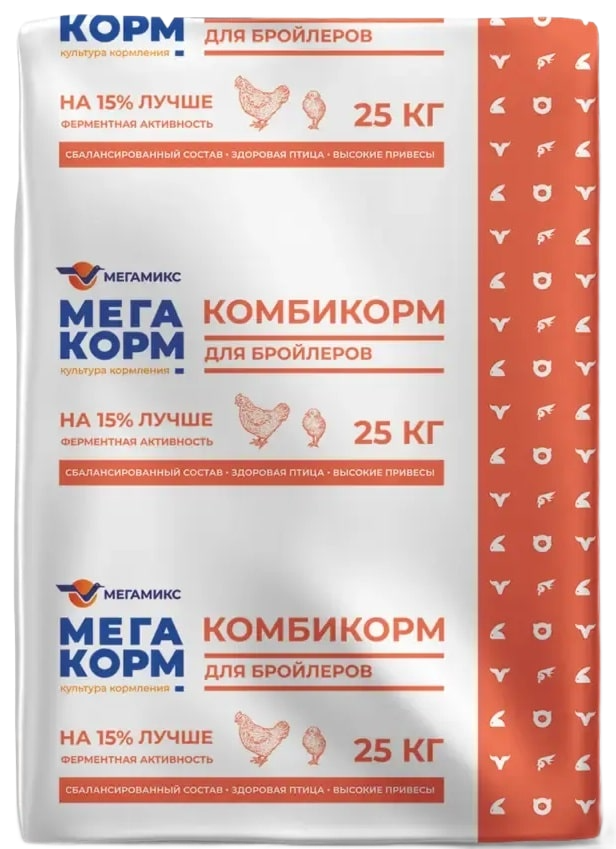 КОРМ
ДЛЯ БРОЙЛЕРОВ
культура кормления
НА 15% ЛУЧШЕ
ФЕРМЕНТНАЯ АКТИВНОСТЬ
25 КГ
СБАЛАНСИРОВАННЫЙ СОСТАВ • ЗДОРОВАЯ ПТИЦА • ВЫСОКИЕ ПРИВЕСЫ
МЕГАМИКС
МЕГА
КОРМ
культура кормления
КОМБИКОРМ
ДЛЯ БРОЙЛЕРОВ
НА 15% ЛУЧШЕ
ФЕРМЕНТНАЯ АКТИВНОСТЬ
25 КГ
СБАЛАНСИРОВАННЫЙ СОСТАВ • ЗДОРОВАЯ ПТИЦА • ВЫСОКИЕ ПРИВЕСЫ
МЕГАМИКС
МЕГА
КОРМ
культура кормления
КОМБИКОРМ
ДЛЯ БРОЙЛЕРОВ
НА 15% ЛУЧШЕ
ФЕРМЕНТНАЯ АКТИВНОСТЬ
25 КГ
СБАЛАНСИРОВАННЫЙ СОСТАВ • ЗДОРОВАЯ ПТИЦА • ВЫСОКИЕ ПРИВЕСЫ